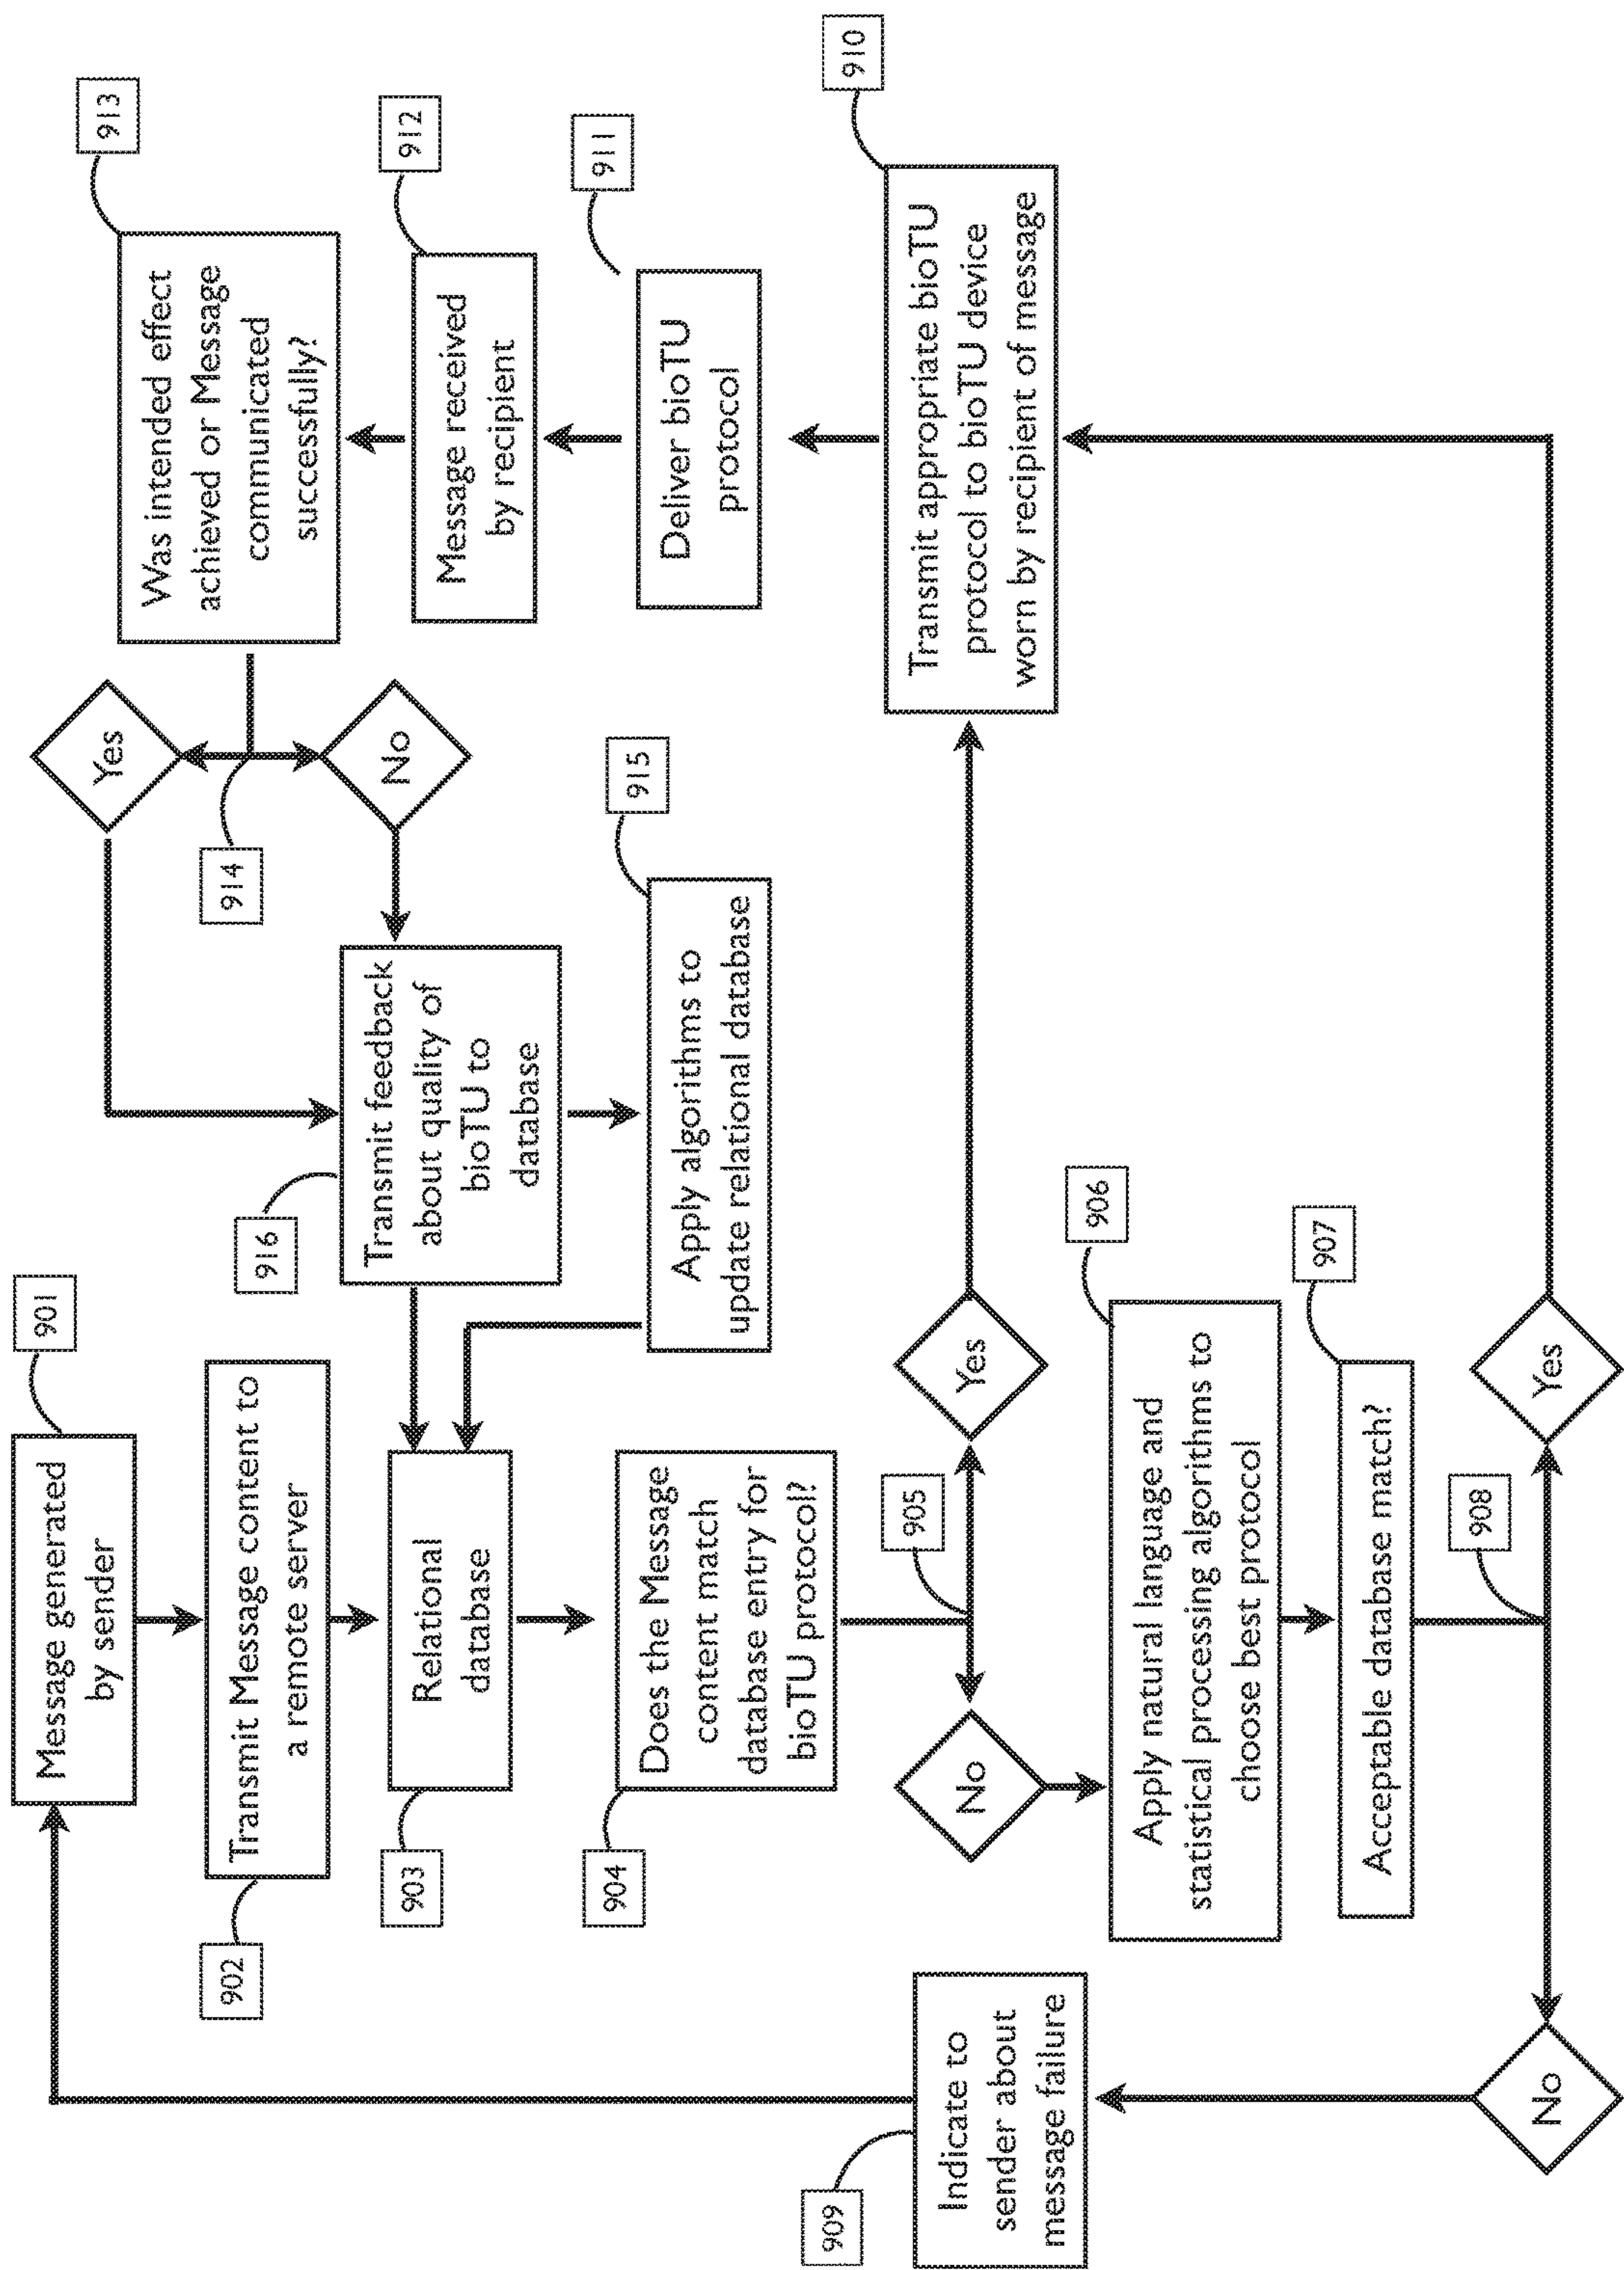 901
Message generated
by sender
902
Transmit Message content to
a remote server
903
Relational
database
904
Does the Message
content match
database entry for
bioTU protocol?
905
No
Yes
906
Apply natural language and
statistical processing algorithms to
choose best protocol
907
Acceptable database match?
908
No
Yes
909
Indicate to
sender about
message failure
910
Transmit appropriate bioTU
protocol to bioTU device
worn by recipient of message
911
Deliver bioTU
protocol
912
Message received
by recipient
913
Was intended effect
achieved or Message
communicated
successfully?
914
Yes
No
916
Transmit feedback
about quality of
bioTU to
database
915
Apply algorithms to
update relational database